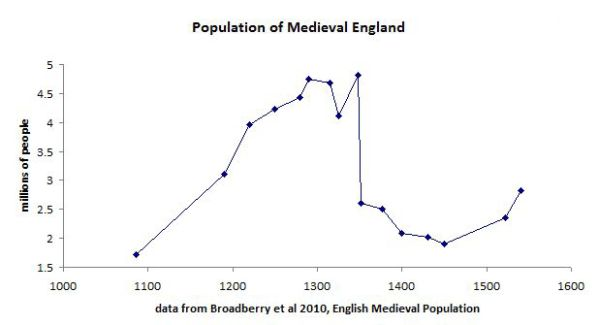 Population of Medieval England
millions of people
5
4.5
4
3.5
3
2.5
2
1.5
1000 1100 1200 1300 1400 1500 1600
data from Broadberry et al 2010, English Medieval Population